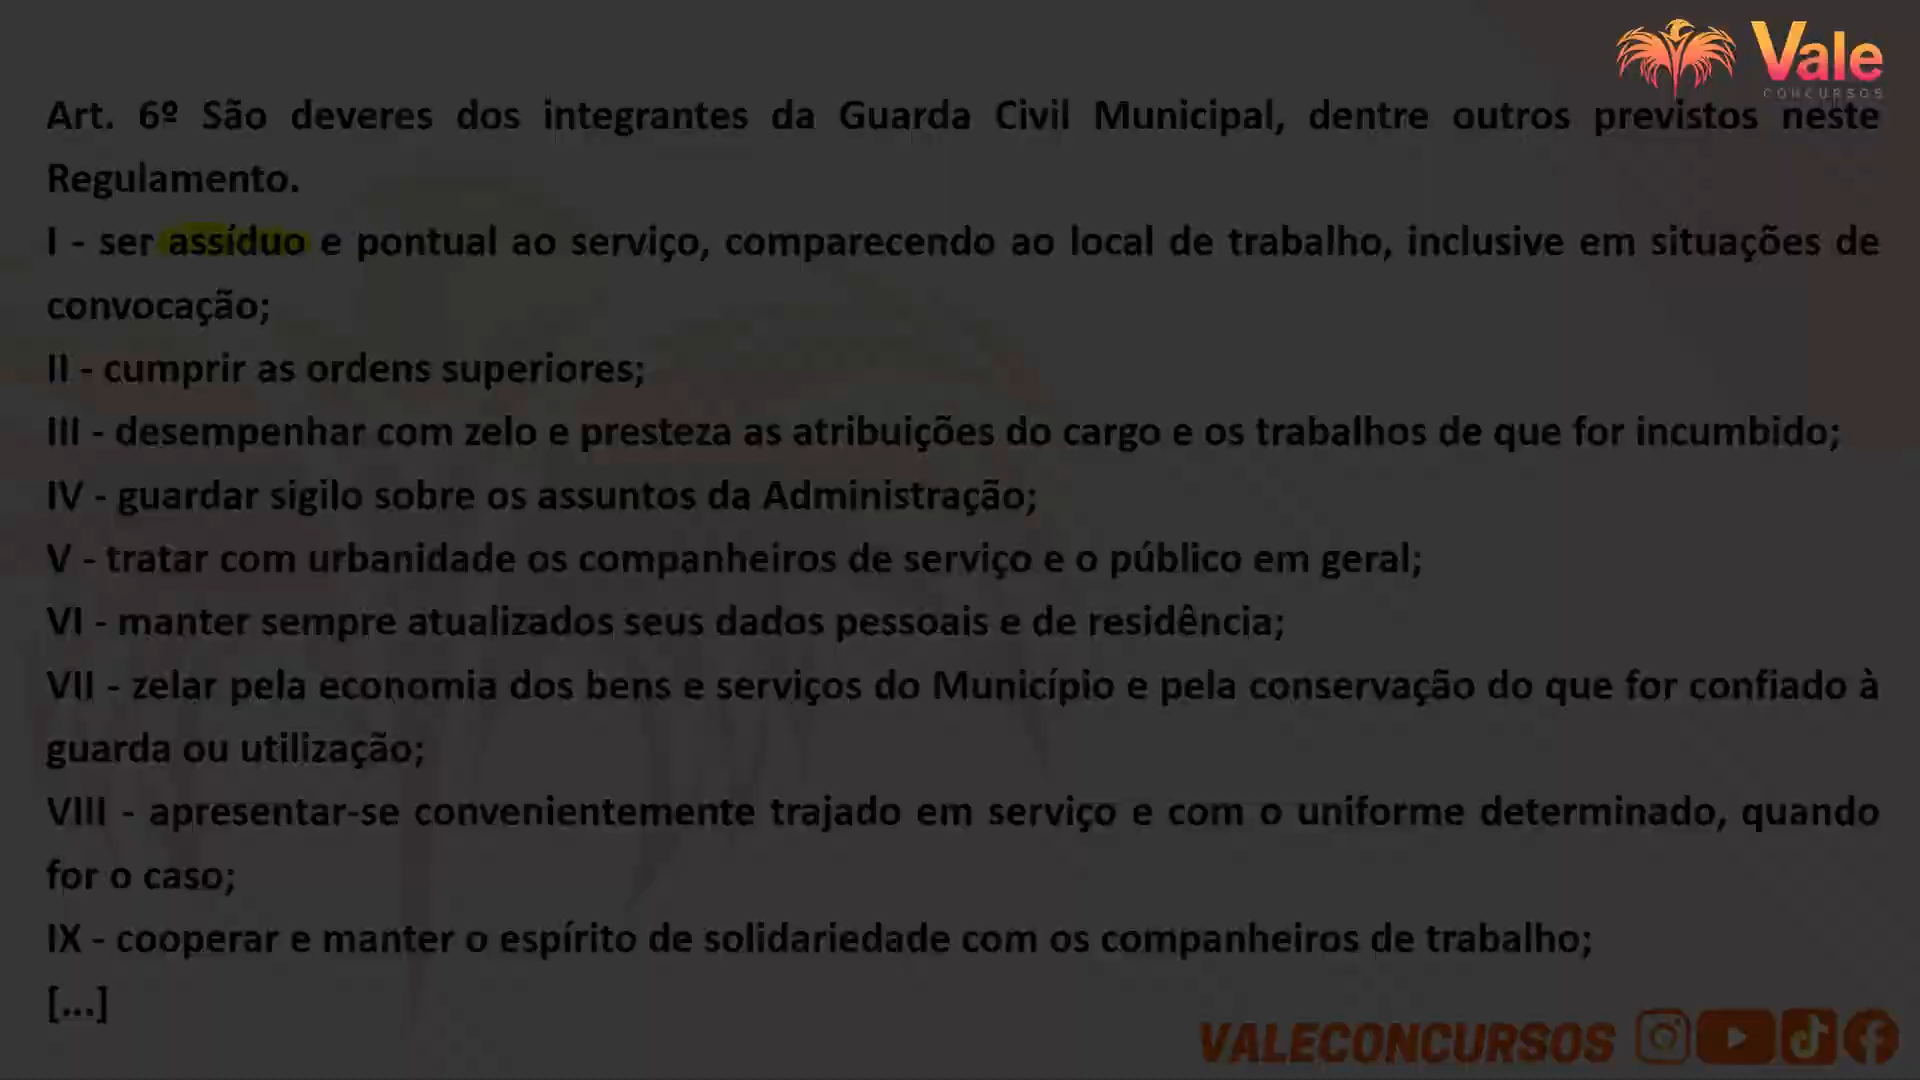 Vale
CONCURSOS
Art. 6º São deveres dos integrantes da Guarda Civil Municipal, dentre outros previstos neste
Regulamento.
I - ser assíduo e pontual ao serviço, comparecendo ao local de trabalho, inclusive em situações de
convocação;
II - cumprir as ordens superiores;
III - desempenhar com zelo e presteza as atribuições do cargo e os trabalhos de que for incumbido;
IV - guardar sigilo sobre os assuntos da Administração;
V - tratar com urbanidade os companheiros de serviço e o público em geral;
VI - manter sempre atualizados seus dados pessoais e de residência;
VII - zelar pela economia dos bens e serviços do Município e pela conservação do que for confiado à
guarda ou utilização;
VIII - apresentar-se convenientemente trajado em serviço e com o uniforme determinado, quando
for o caso;
IX - cooperar e manter o espírito de solidariedade com os companheiros de trabalho;
[...]
VALECONCURSOS